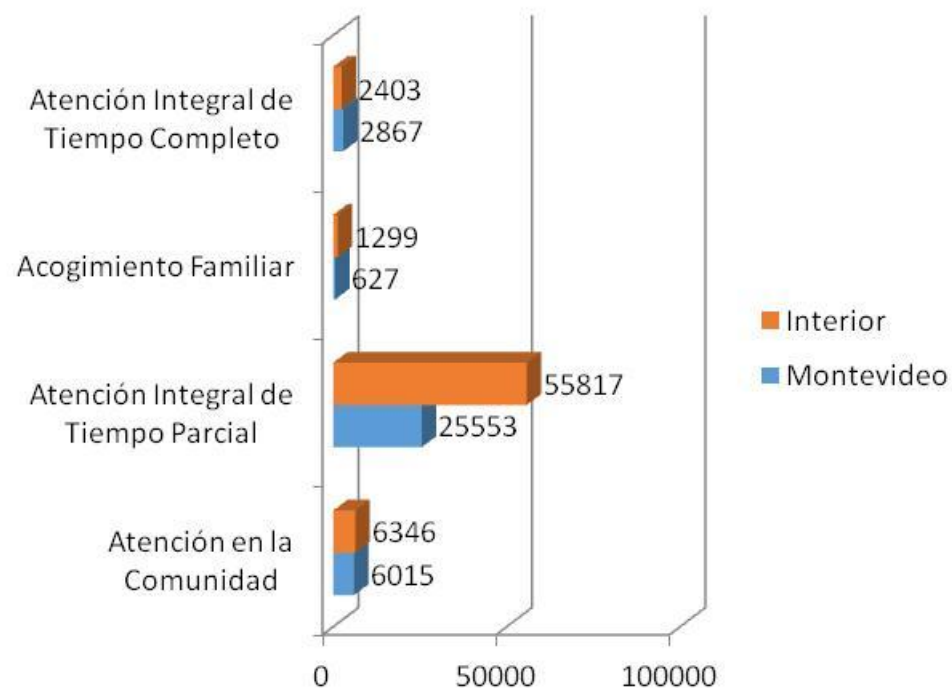 Atención Integral de
Tiempo Completo
2403
2867
Acogimiento Familiar
1299
627
Atención Integral de
Tiempo Parcial
55817
25553
Atención en la
Comunidad
6346
6015
0 50000 100000
Interior
Montevideo